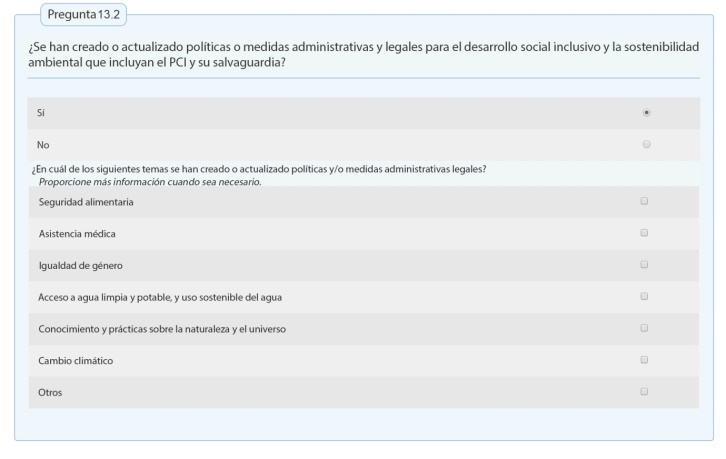 Pregunta 13.2
¿Se han creado o actualizado políticas o medidas administrativas y legales para el desarrollo social inclusivo y la sostenibilidad
ambiental que incluyan el PCI y su salvaguardia?
Sí
No
¿En cuál de los siguientes temas se han creado o actualizado políticas y/o medidas administrativas legales?
Proporcione más información cuando sea necesario.
Seguridad alimentaria
Asistencia médica
Igualdad de género
Acceso a agua limpia y potable, y uso sostenible del agua
Conocimiento y prácticas sobre la naturaleza y el universo
Cambio climático
Otros